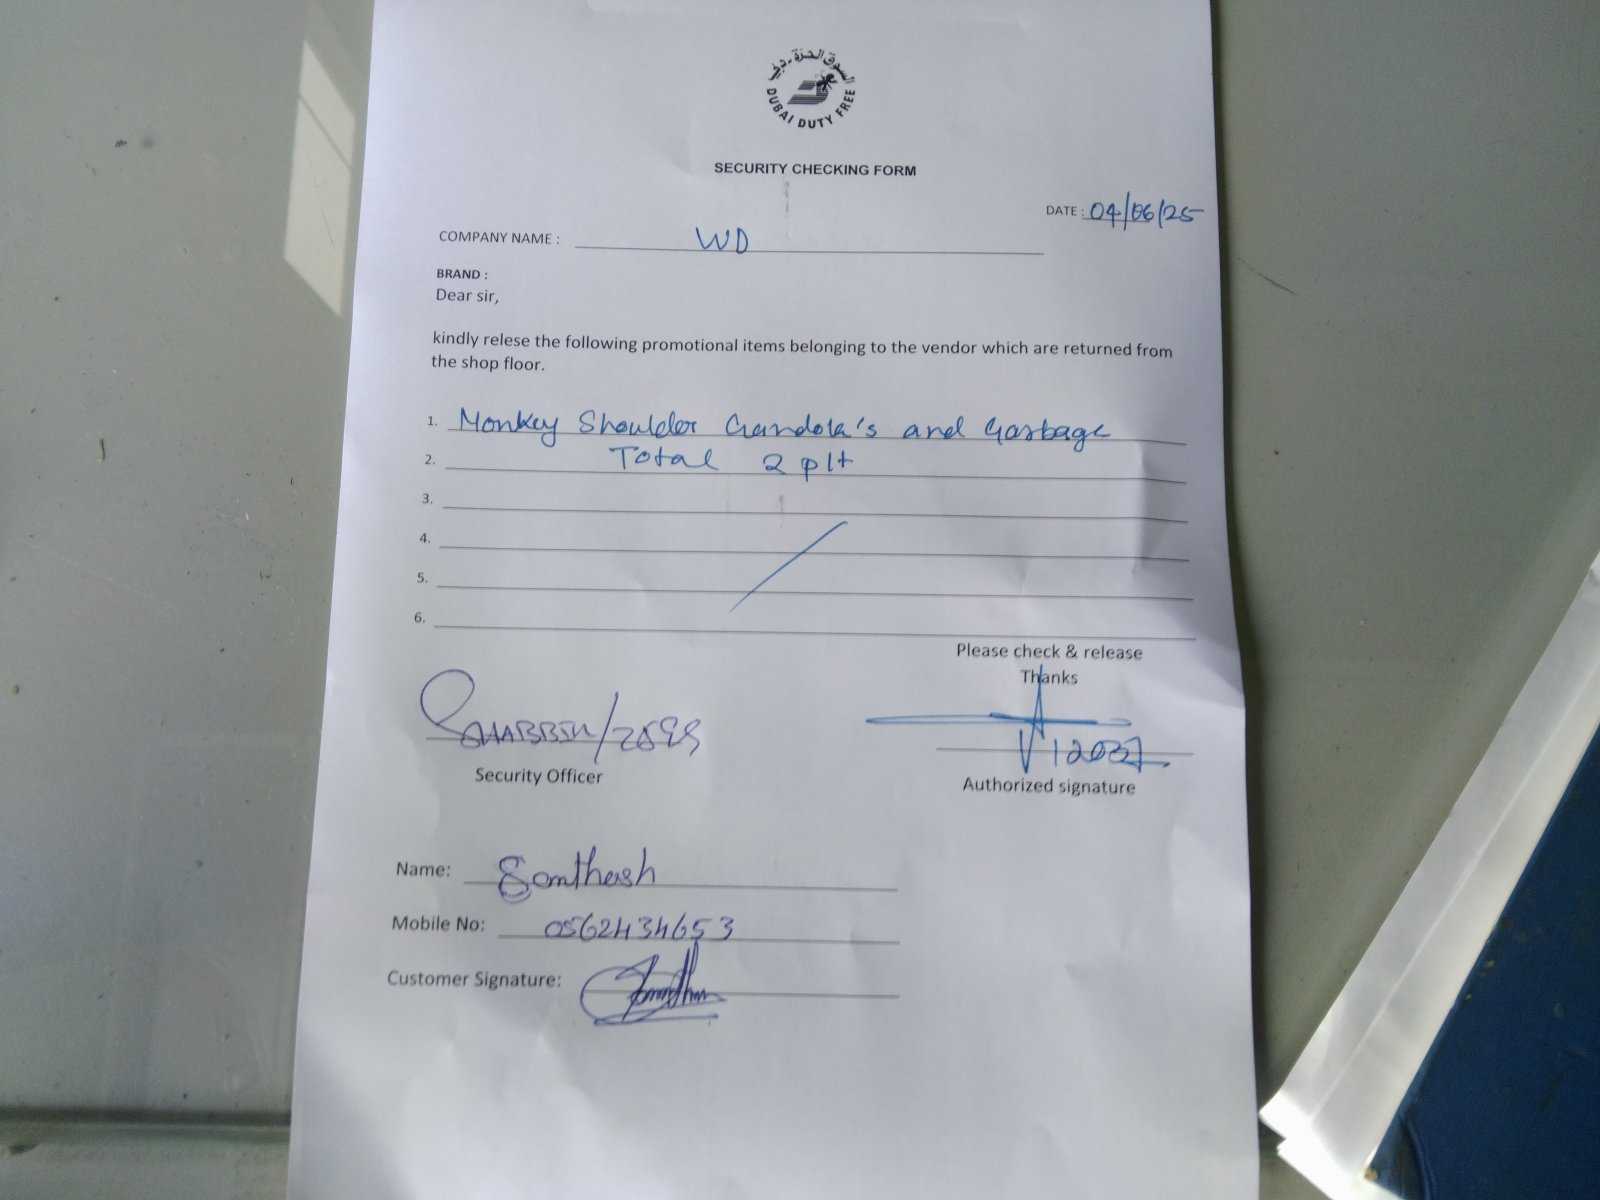 السوق الحرة - دبي
DUBAI DUTY FREE
SECURITY CHECKING FORM
DATE : 04/06/25
COMPANY NAME : WD
BRAND :
Dear sir,
kindly relese the following promotional items belonging to the vendor which are returned from
the shop floor.
1. Monkey Shoulder Gandola's and Garbage
2. Total 2 plt
3.
4.
5.
6.
Please check & release
Thanks
SHABBIR/2699
12037
Security Officer
Authorized signature
Name: Santhosh
Mobile No: 0562434653
Customer Signature: